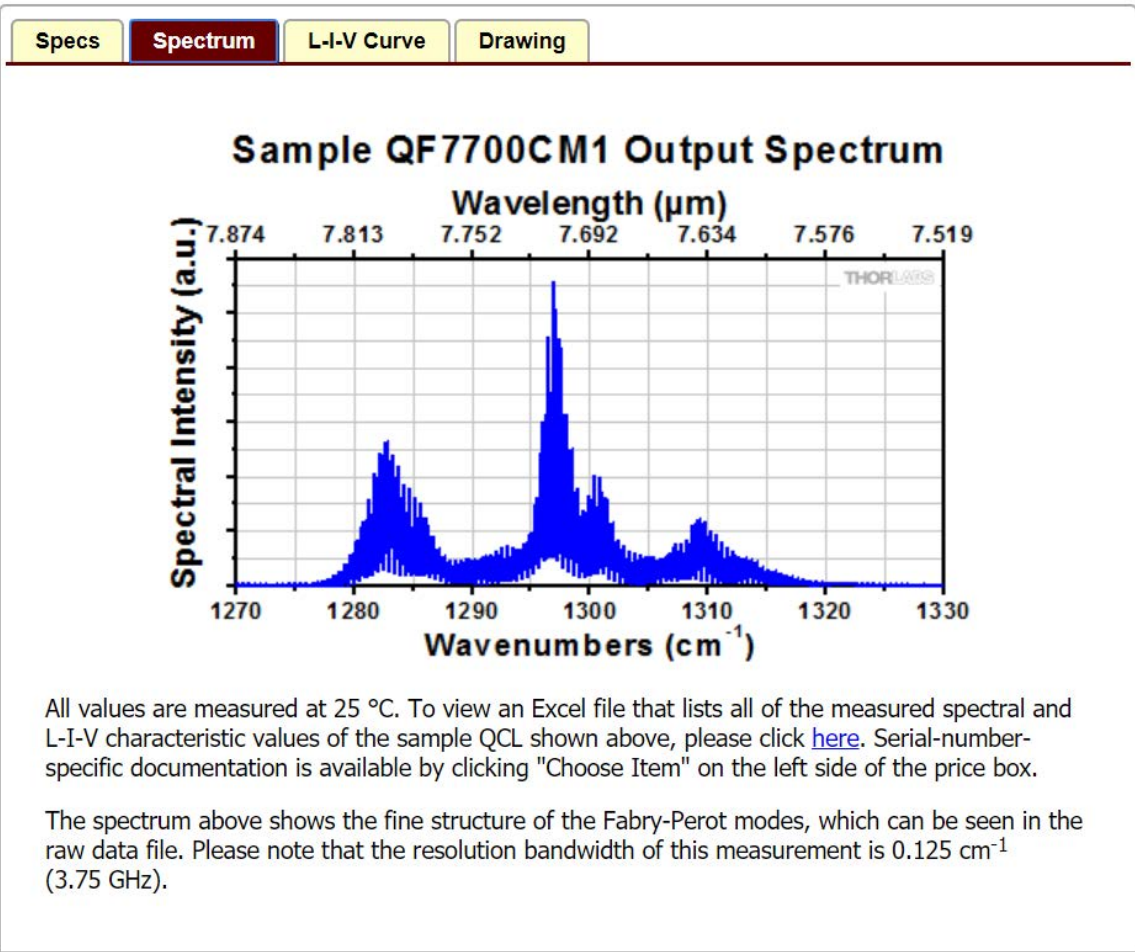 Specs Spectrum L-I-V Curve Drawing
Sample QF7700CM1 Output Spectrum
Wavelength (µm)
7.874 7.813 7.752 7.692 7.634 7.576 7.519
THORLABS
Spectral Intensity (a.u.)
1270 1280 1290 1300 1310 1320 1330
Wavenumbers (cm⁻¹)
All values are measured at 25 °C. To view an Excel file that lists all of the measured spectral and
L-I-V characteristic values of the sample QCL shown above, please click here. Serial-number-
specific documentation is available by clicking "Choose Item" on the left side of the price box.
The spectrum above shows the fine structure of the Fabry-Perot modes, which can be seen in the
raw data file. Please note that the resolution bandwidth of this measurement is 0.125 cm⁻¹
(3.75 GHz).